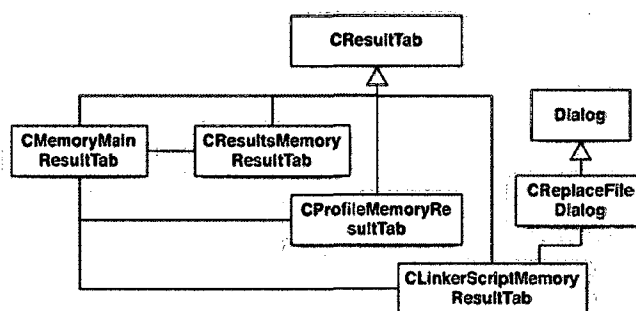 CResultTab
Dialog
CMemoryMain
ResultTab
CResultsMemory
ResultTab
CProfileMemoryRe
sultTab
CReplaceFile
Dialog
CLinkerScriptMemory
ResultTab